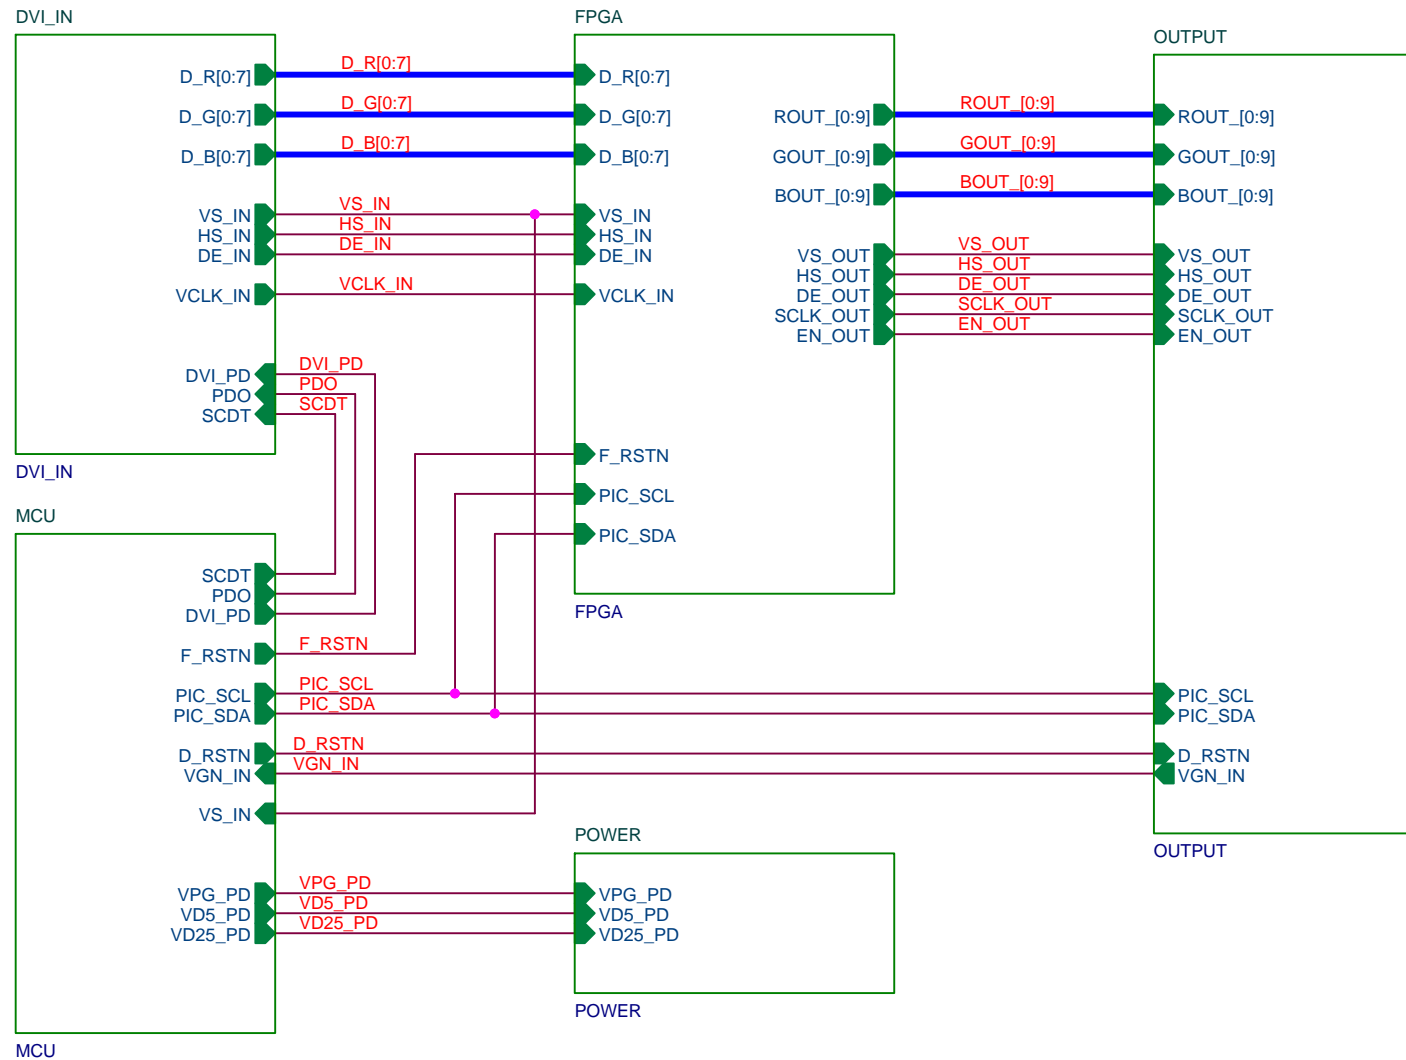 DVI_IN
D_R[0:7]
D_G[0:7]
D_B[0:7]
VS_IN
HS_IN
DE_IN
VCLK_IN
DVI_PD
PDO
SCDT
DVI_IN
D_R[0:7]
D_G[0:7]
D_B[0:7]
VS_IN
HS_IN
DE_IN
VCLK_IN
DVI_PD
PDO
SCDT
FPGA
D_R[0:7]
D_G[0:7]
D_B[0:7]
VS_IN
HS_IN
DE_IN
VCLK_IN
F_RSTN
PIC_SCL
PIC_SDA
ROUT_[0:9]
GOUT_[0:9]
BOUT_[0:9]
VS_OUT
HS_OUT
DE_OUT
SCLK_OUT
EN_OUT
FPGA
ROUT_[0:9]
GOUT_[0:9]
BOUT_[0:9]
VS_OUT
HS_OUT
DE_OUT
SCLK_OUT
EN_OUT
OUTPUT
ROUT_[0:9]
GOUT_[0:9]
BOUT_[0:9]
VS_OUT
HS_OUT
DE_OUT
SCLK_OUT
EN_OUT
PIC_SCL
PIC_SDA
D_RSTN
VGN_IN
OUTPUT
MCU
SCDT
PDO
DVI_PD
F_RSTN
PIC_SCL
PIC_SDA
D_RSTN
VGN_IN
VS_IN
VPG_PD
VD5_PD
VD25_PD
MCU
F_RSTN
PIC_SCL
PIC_SDA
D_RSTN
VGN_IN
VPG_PD
VD5_PD
VD25_PD
POWER
VPG_PD
VD5_PD
VD25_PD
POWER